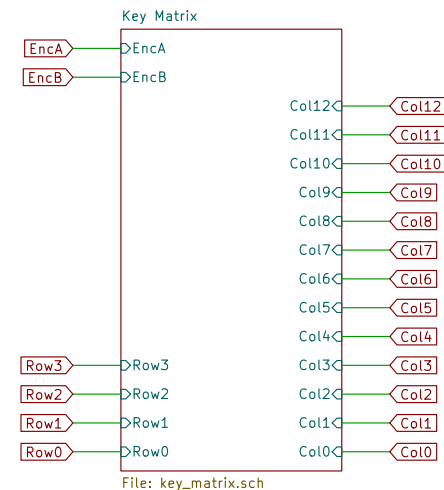 Key Matrix
EncA EncA
EncB EncB
Col12 Col12
Col11 Col11
Col10 Col10
Col9 Col9
Col8 Col8
Col7 Col7
Col6 Col6
Col5 Col5
Col4 Col4
Row3 Row3 Col3 Col3
Row2 Row2 Col2 Col2
Row1 Row1 Col1 Col1
Row0 Row0 Col0 Col0
File: key_matrix.sch